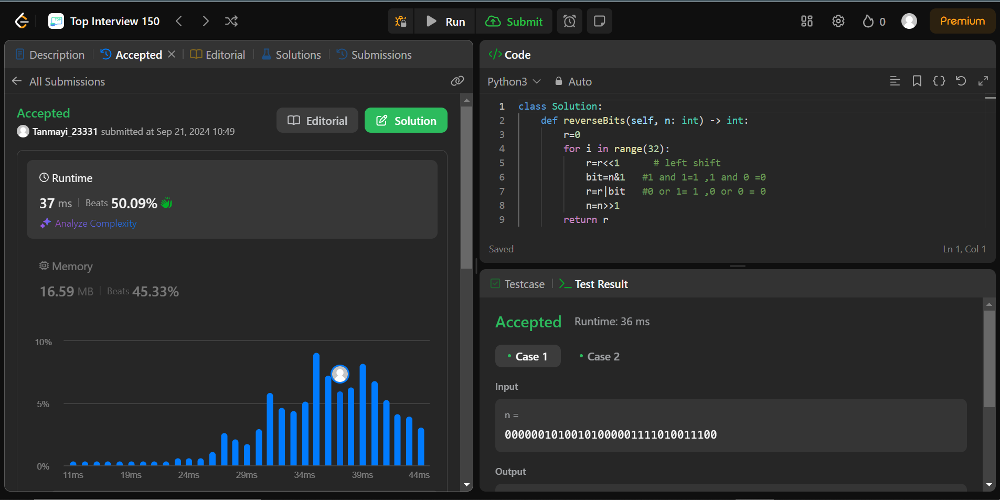 Top Interview 150
Run
Submit
0
Premium
Description
Accepted
Editorial
Solutions
Submissions
All Submissions
Accepted
Tanmayi_23331 submitted at Sep 21, 2024 10:49
Editorial
Solution
Runtime
37 ms | Beats 50.09%
Analyze Complexity
Memory
16.59 MB | Beats 45.33%
10%
5%
0%
11ms 19ms 24ms 29ms 34ms 39ms 44ms
</> Code
Python3
Auto
1 class Solution:
2 def reverseBits(self, n: int) -> int:
3 r=0
4 for i in range(32):
5 r=r<<1 # left shift
6 bit=n&1 #1 and 1=1 ,1 and 0 =0
7 r=r|bit #0 or 1= 1 ,0 or 0 = 0
8 n=n>>1
9 return r
Saved
Ln 1, Col 1
Testcase
Test Result
Accepted
Runtime: 36 ms
Case 1
Case 2
Input
n =
00000010100101000001111010011100
Output